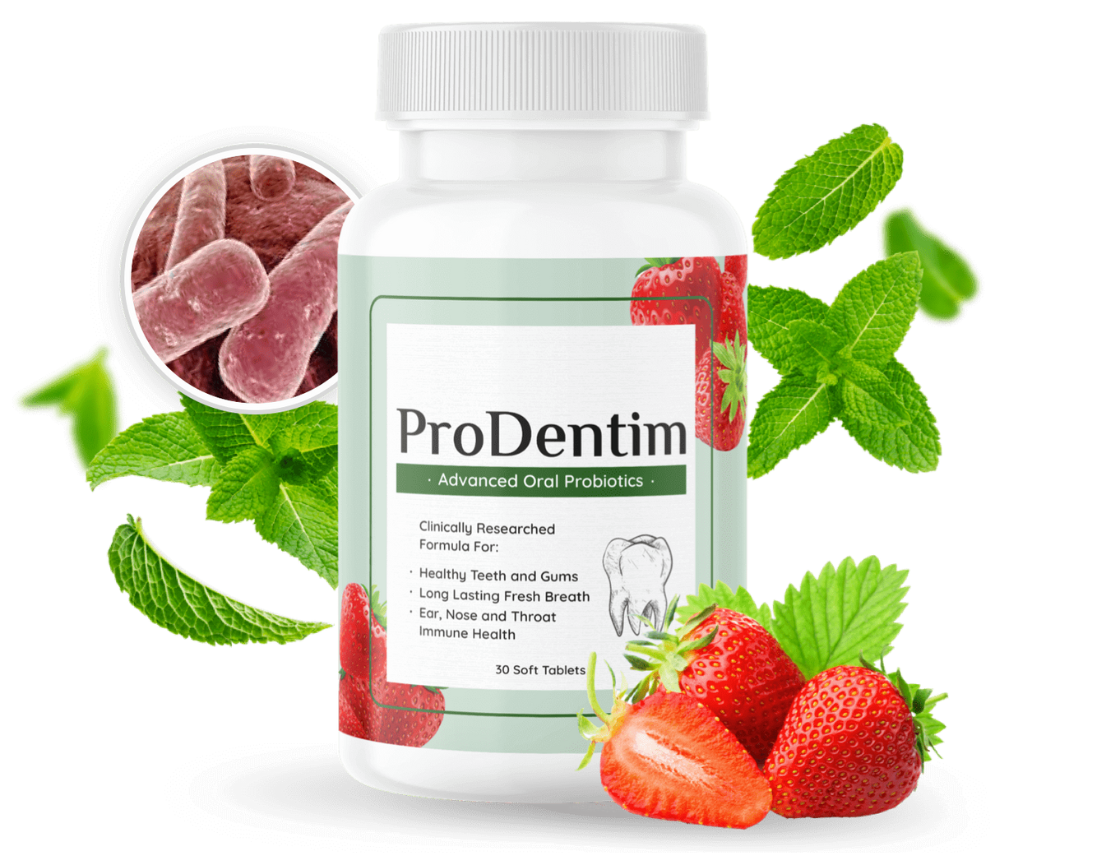 ProDentim
· Advanced Oral Probiotics ·
Clinically Researched
Formula For:
· Healthy Teeth and Gums
· Long Lasting Fresh Breath
· Ear, Nose and Throat
Immune Health
30 Soft Tablets